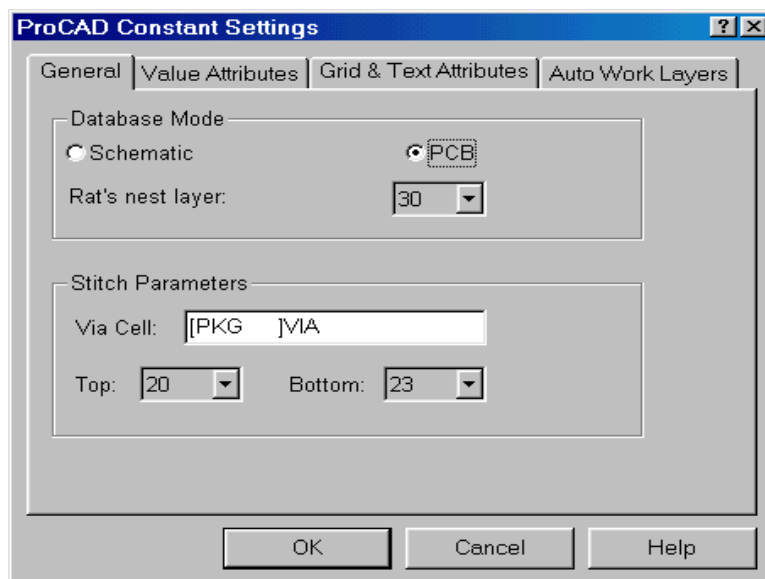 ProCAD Constant Settings
General Value Attributes Grid & Text Attributes Auto Work Layers
Database Mode
Schematic PCB
Rat's nest layer: 30
Stitch Parameters
Via Cell: [PKG      ]VIA
Top: 20 Bottom: 23
OK Cancel Help